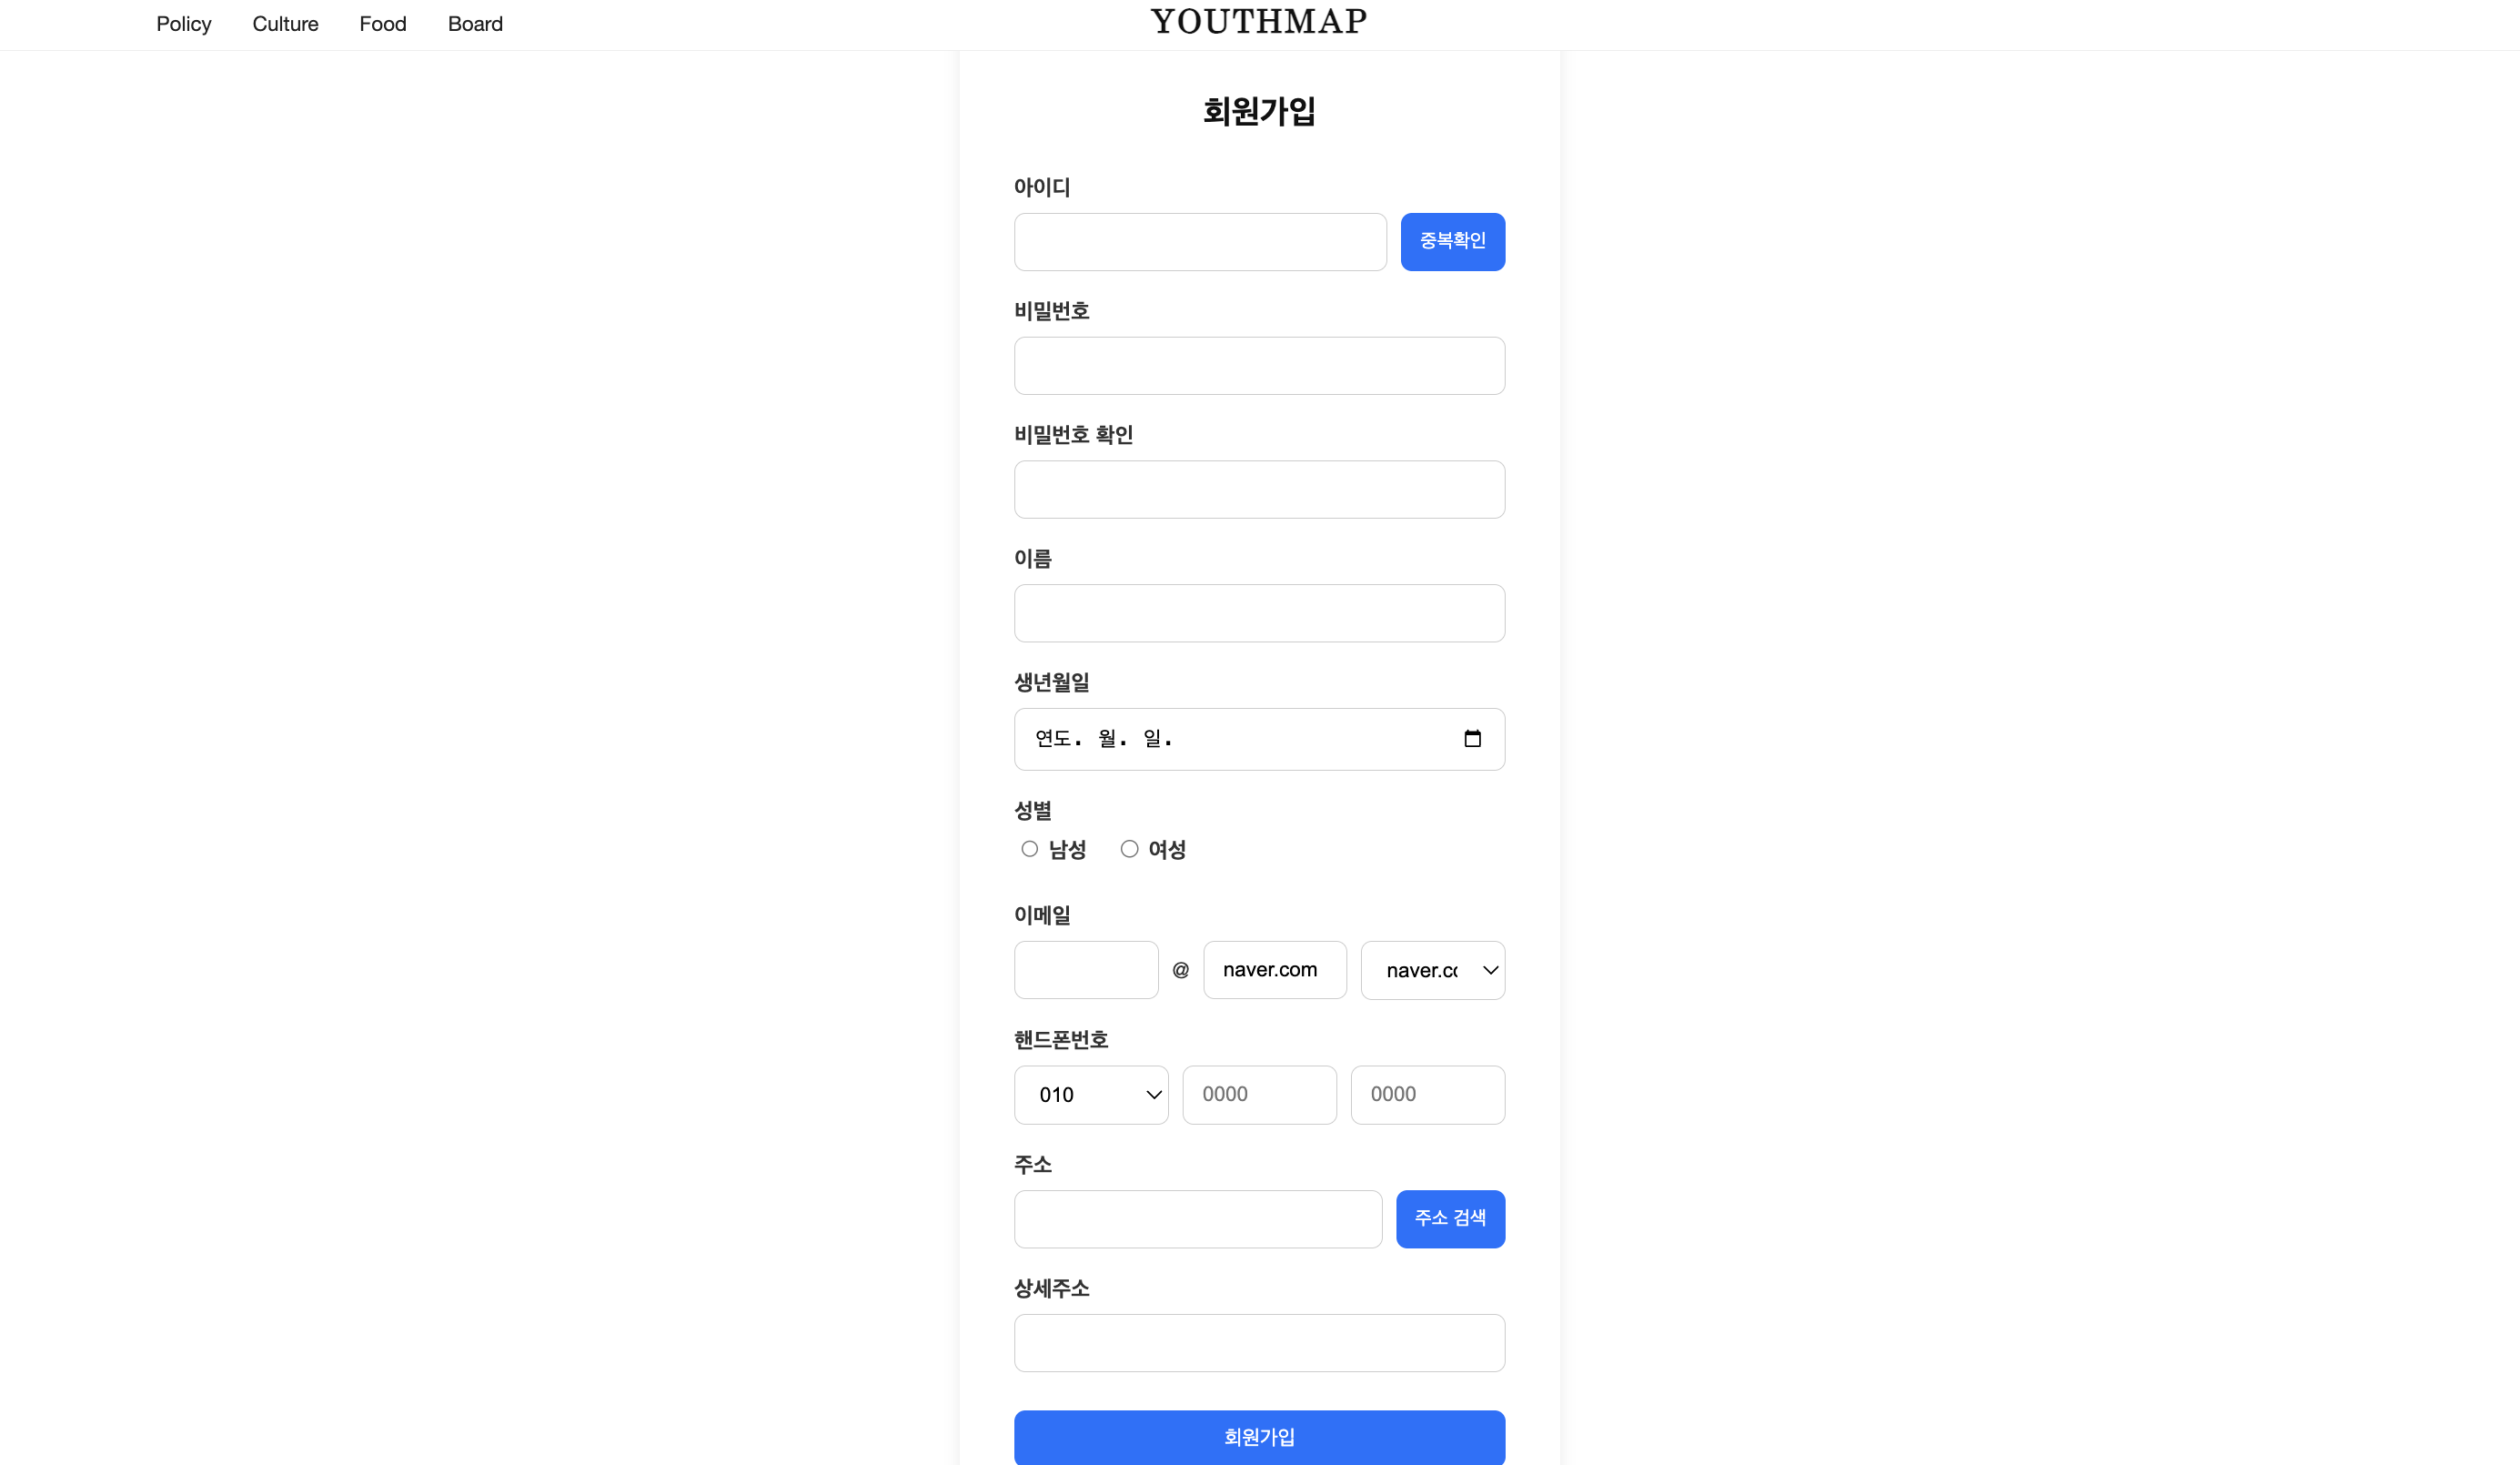 Policy Culture Food Board YOUTHMAP
회원가입
아이디
중복확인
비밀번호
비밀번호 확인
이름
생년월일
연도. 월. 일.
성별
남성 여성
이메일
@ naver.com naver.co
핸드폰번호
010 0000 0000
주소
주소 검색
상세주소
회원가입